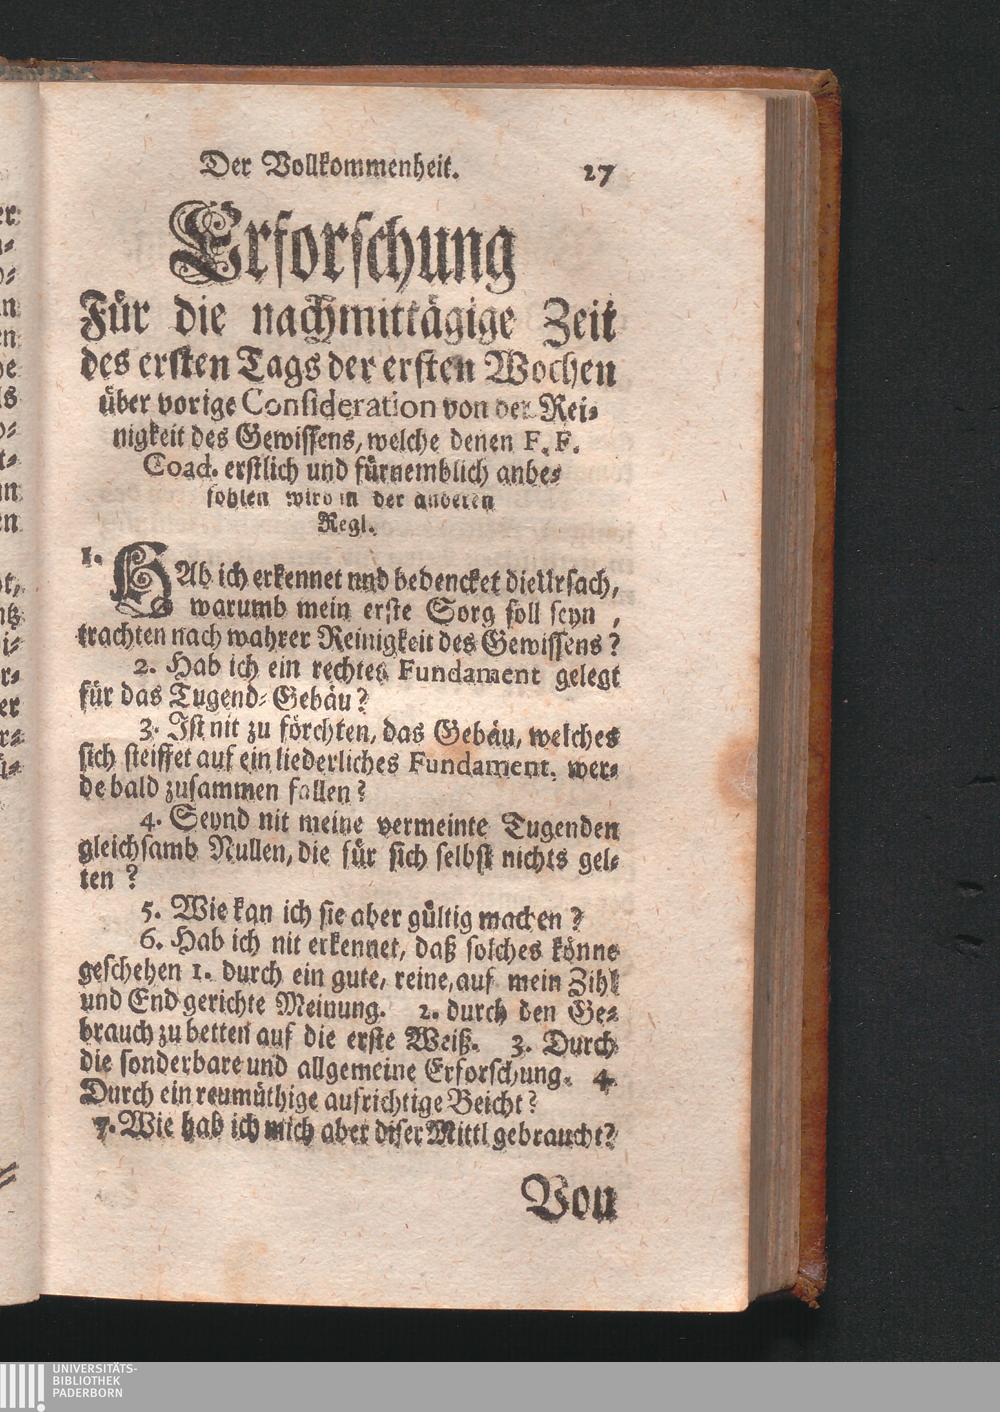 Der Vollkommenheit. 27
Erforschung
Für die nachmittägige Zeit
des ersten Tags der ersten Wochen
über vorige Consideration von der Rei-
nigkeit des Gewissens, welche denen F. F.
Coad. erstlich und fürnemblich anbe-
fohlen wird in der anderen
Regl.
1. HAb ich erkennet und bedencket die Ursach,
warumb mein erste Sorg soll seyn,
trachten nach wahrer Reinigkeit des Gewissens?
2. Hab ich ein rechtes Fundament gelegt
für das Tugend-Gebäu?
3. Ist nit zu förchten, das Gebäu, welches
sich steiffet auf ein liederliches Fundament, wer-
de bald zusammen fallen?
4. Seynd nit meine vermeinte Tugenden
gleichsamb Nullen, die für sich selbst nichts gel-
ten?
5. Wie kan ich sie aber gültig machen?
6. Hab ich nit erkennet, daß solches könne
geschehen 1. durch ein gute, reine, auf mein Zihl
und End gerichte Meinung. 2. durch den Ge-
brauch zu betten auf die erste Weiß. 3. Durch
die sonderbare und allgemeine Erforschung. 4.
Durch ein reumüthige aufrichtige Beicht?
7. Wie hab ich mich aber diser Mittl gebraucht?
Von
UNIVERSITÄTS-
BIBLIOTHEK
PADERBORN